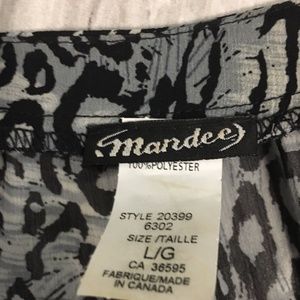 mandee
100%POLYESTER
STYLE 20399
6302
SIZE/TAILLE
L/G
CA 36595
FABRIQUE/MADE
IN CANADA